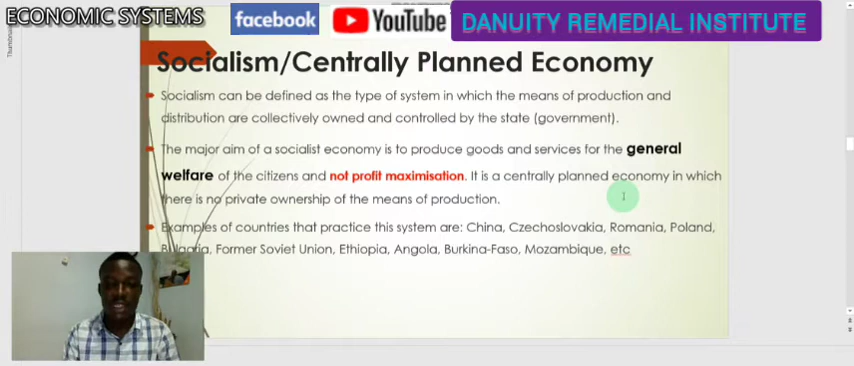 ECONOMIC SYSTEMS
facebook
YouTube
DANUITY REMEDIAL INSTITUTE
Socialism/Centrally Planned Economy
Socialism can be defined as the type of system in which the means of production and
distribution are collectively owned and controlled by the state (government).
The major aim of a socialist economy is to produce goods and services for the general
welfare of the citizens and not profit maximisation. It is a centrally planned economy in which
there is no private ownership of the means of production.
Examples of countries that practice this system are: China, Czechoslovakia, Romania, Poland,
Bulgaria, Former Soviet Union, Ethiopia, Angola, Burkina-Faso, Mozambique, etc